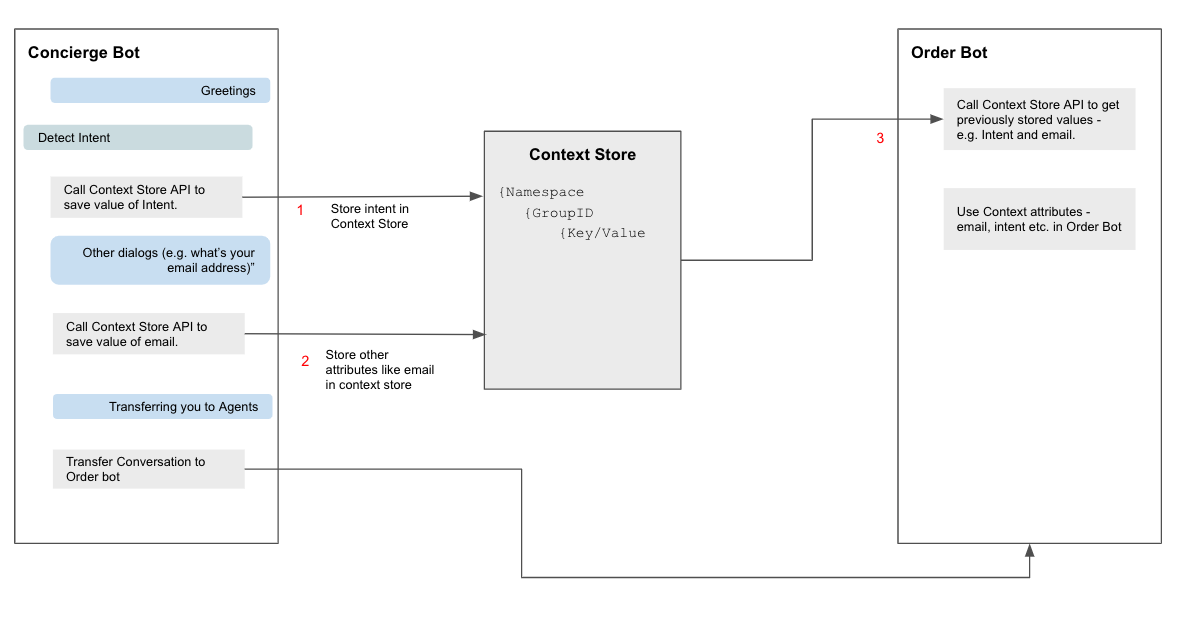 Concierge Bot
Greetings
Detect Intent
Call Context Store API to
save value of Intent.
Other dialogs (e.g. what's your
email address)”
Call Context Store API to
save value of email.
Transferring you to Agents
Transfer Conversation to
Order bot
1
Store intent in
Context Store
2
Store other
attributes like email
in context store
Context Store
{Namespace
{GroupID
{Key/Value
3
Order Bot
Call Context Store API to get
previously stored values -
e.g. Intent and email.
Use Context attributes -
email, intent etc. in Order Bot